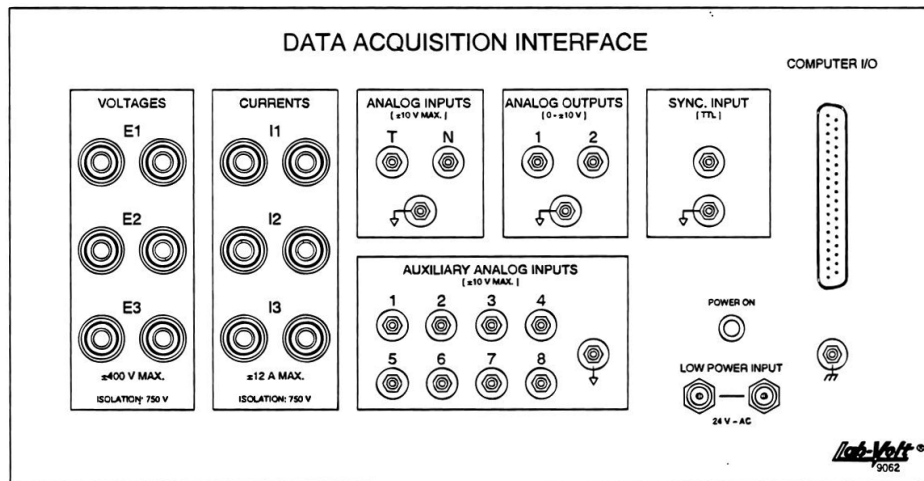 DATA ACQUISITION INTERFACE
COMPUTER I/O
VOLTAGES
E1
E2
E3
±400 V MAX.
ISOLATION: 750 V
CURRENTS
I1
I2
I3
±12 A MAX.
ISOLATION: 750 V
ANALOG INPUTS
[ ±10 V MAX. ]
T N
ANALOG OUTPUTS
[ 0 - ±10 V ]
1 2
SYNC. INPUT
[ TTL ]
AUXILIARY ANALOG INPUTS
[ ±10 V MAX. ]
1 2 3 4
5 6 7 8
POWER ON
LOW POWER INPUT
24 V - AC
Lab-Volt ®
9062